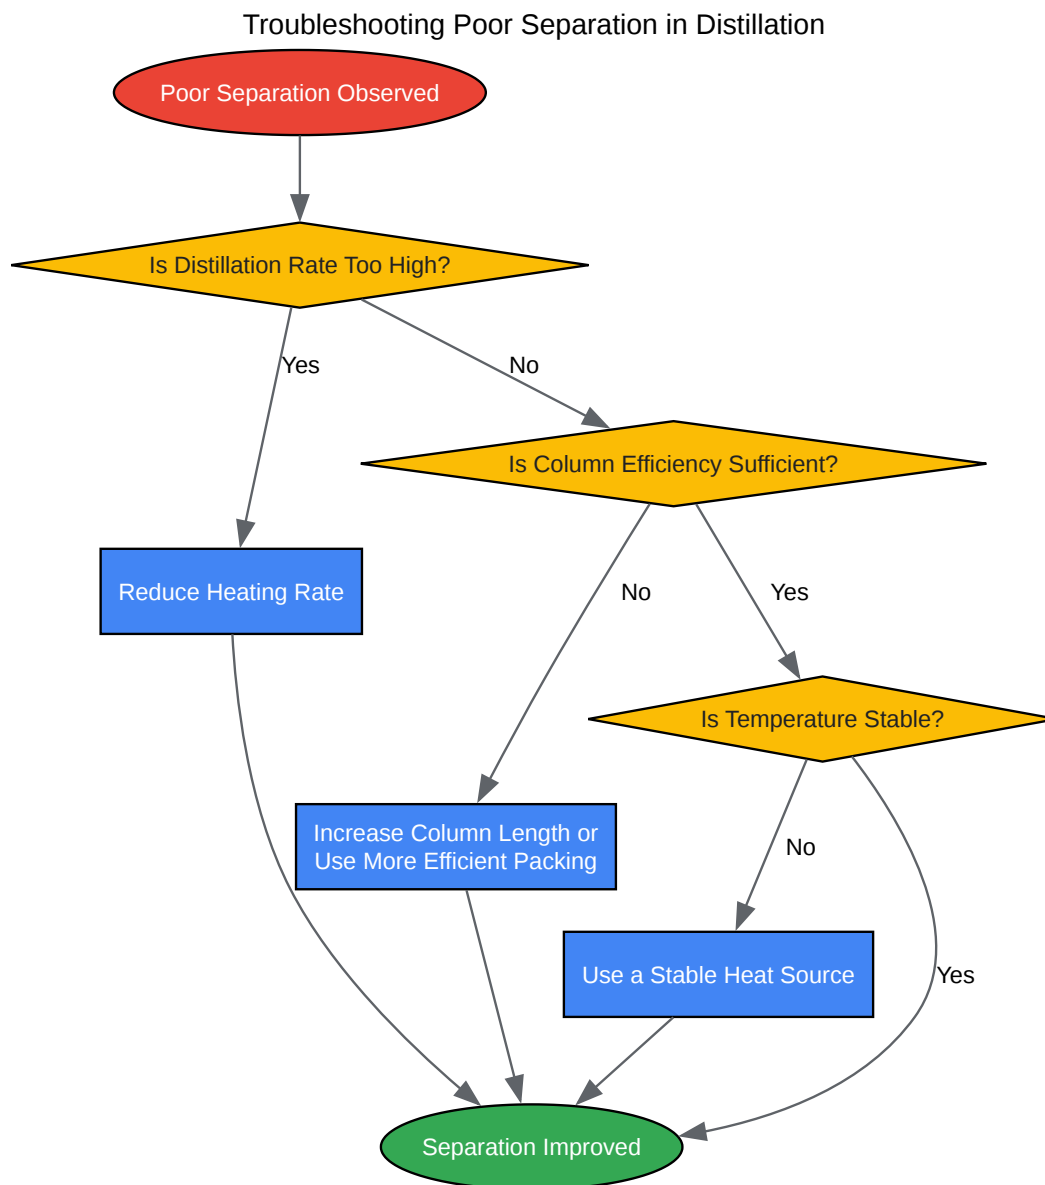 Troubleshooting Poor Separation in Distillation
Poor Separation Observed
Is Distillation Rate Too High?
Yes
No
Is Column Efficiency Sufficient?
Reduce Heating Rate
No
Yes
Is Temperature Stable?
Increase Column Length or
Use More Efficient Packing
No
Use a Stable Heat Source
Yes
Separation Improved